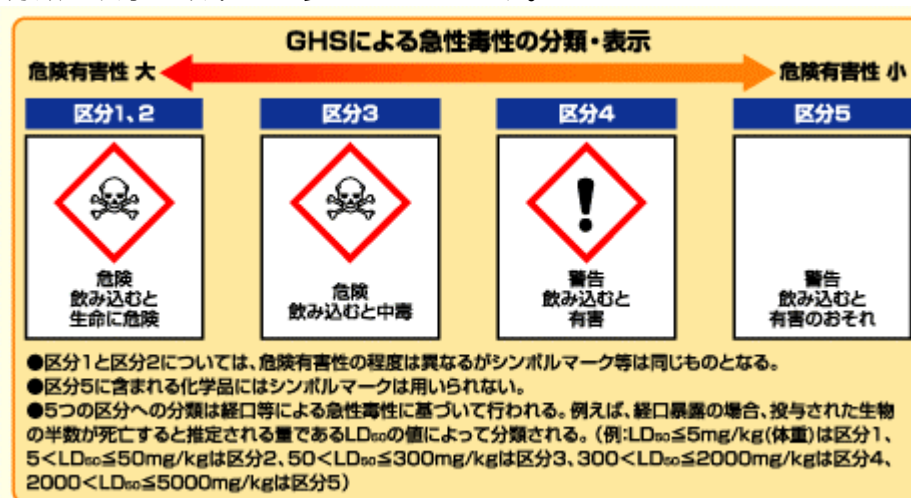 GHSによる急性毒性の分類・表示
危険有害性 大
危険有害性 小
区分1、2
区分3
区分4
区分5
危険
飲み込むと
生命に危険
危険
飲み込むと中毒
警告
飲み込むと
有害
警告
飲み込むと
有害のおそれ
●区分1と区分2については、危険有害性の程度は異なるがシンボルマーク等は同じものとなる。
●区分5に含まれる化学品にはシンボルマークは用いられない。
●5つの区分への分類は経口等による急性毒性に基づいて行われる。例えば、経口暴露の場合、投与された生物
の半数が死亡すると推定される量であるLD₅₀の値によって分類される。(例:LD₅₀≦5mg/kg(体重)は区分1、
5<LD₅₀≦50mg/kgは区分2、50<LD₅₀≦300mg/kgは区分3、300<LD₅₀≦2000mg/kgは区分4、
2000<LD₅₀≦5000mg/kgは区分5)